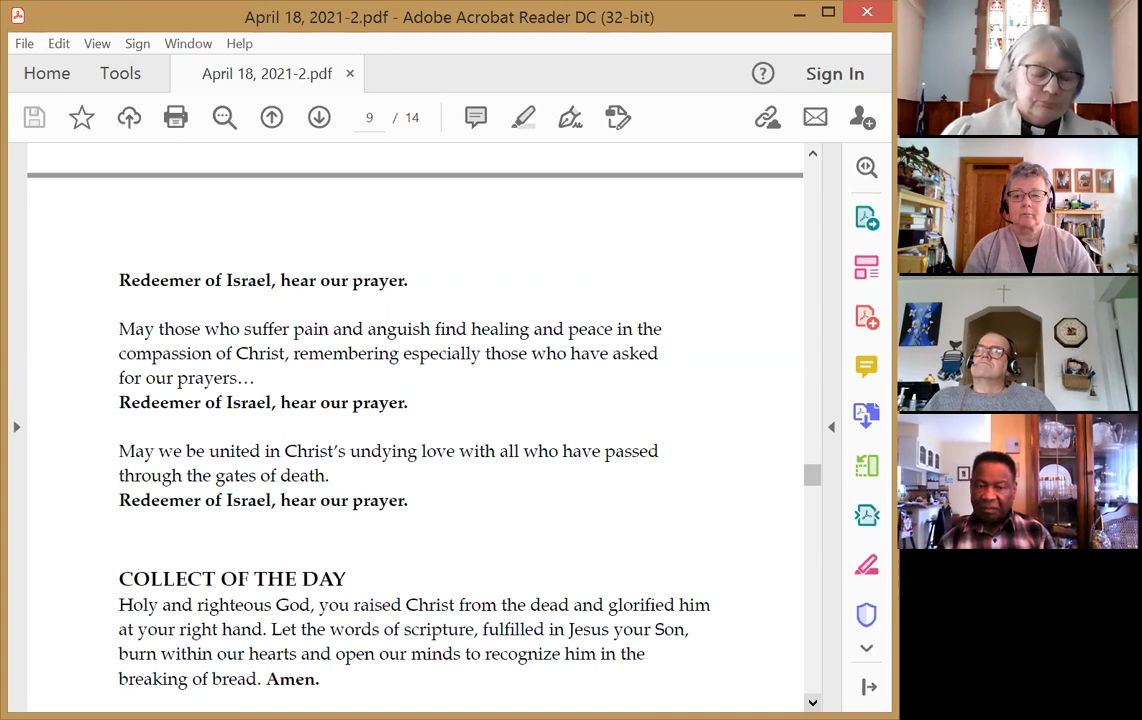 April 18, 2021-2.pdf - Adobe Acrobat Reader DC (32-bit)
File Edit View Sign Window Help
Home Tools April 18, 2021-2.pdf × Sign In
9 / 14
Redeemer of Israel, hear our prayer.
May those who suffer pain and anguish find healing and peace in the
compassion of Christ, remembering especially those who have asked
for our prayers…
Redeemer of Israel, hear our prayer.
May we be united in Christ’s undying love with all who have passed
through the gates of death.
Redeemer of Israel, hear our prayer.
COLLECT OF THE DAY
Holy and righteous God, you raised Christ from the dead and glorified him
at your right hand. Let the words of scripture, fulfilled in Jesus your Son,
burn within our hearts and open our minds to recognize him in the
breaking of bread. Amen.